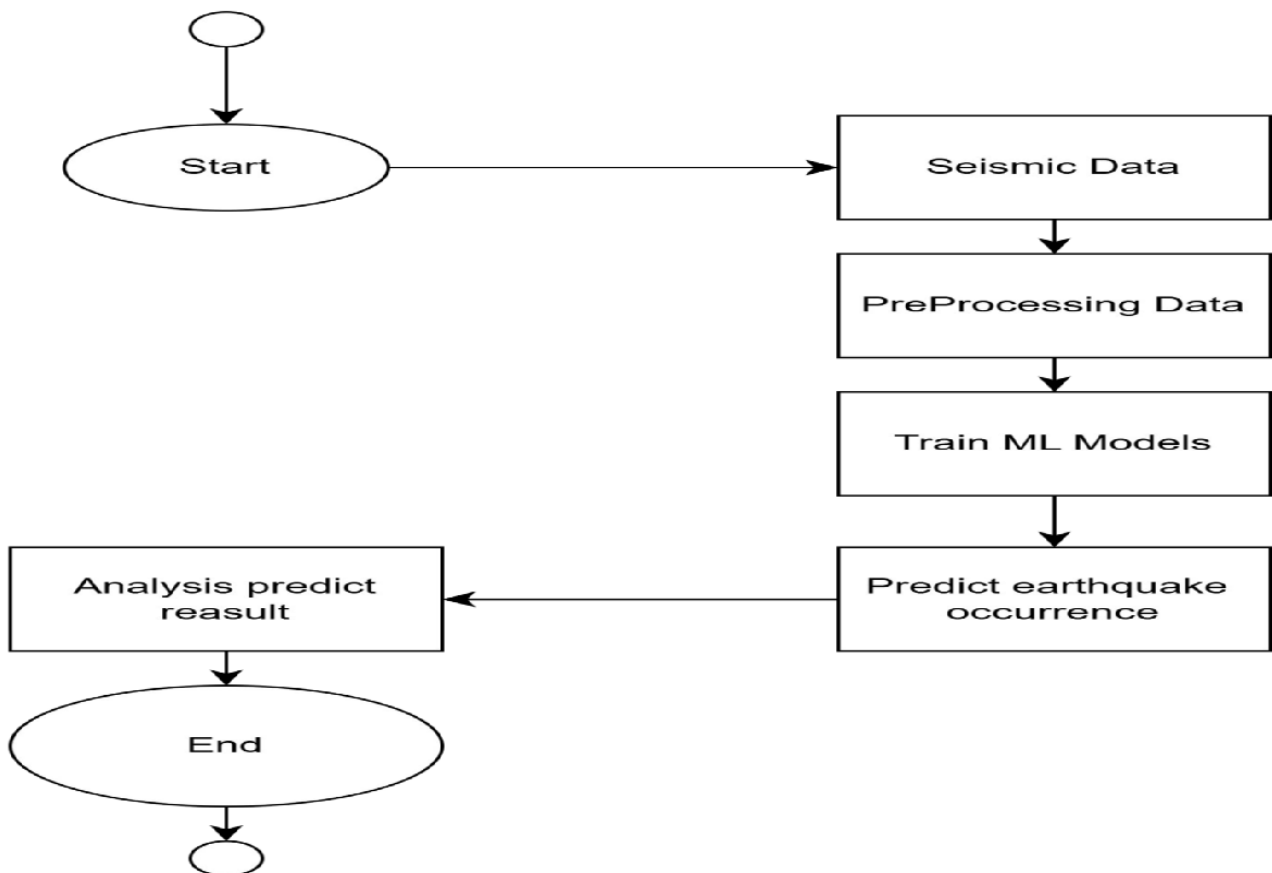 Start
Seismic Data
PreProcessing Data
Train ML Models
Predict earthquake
occurrence
Analysis predict
reasult
End